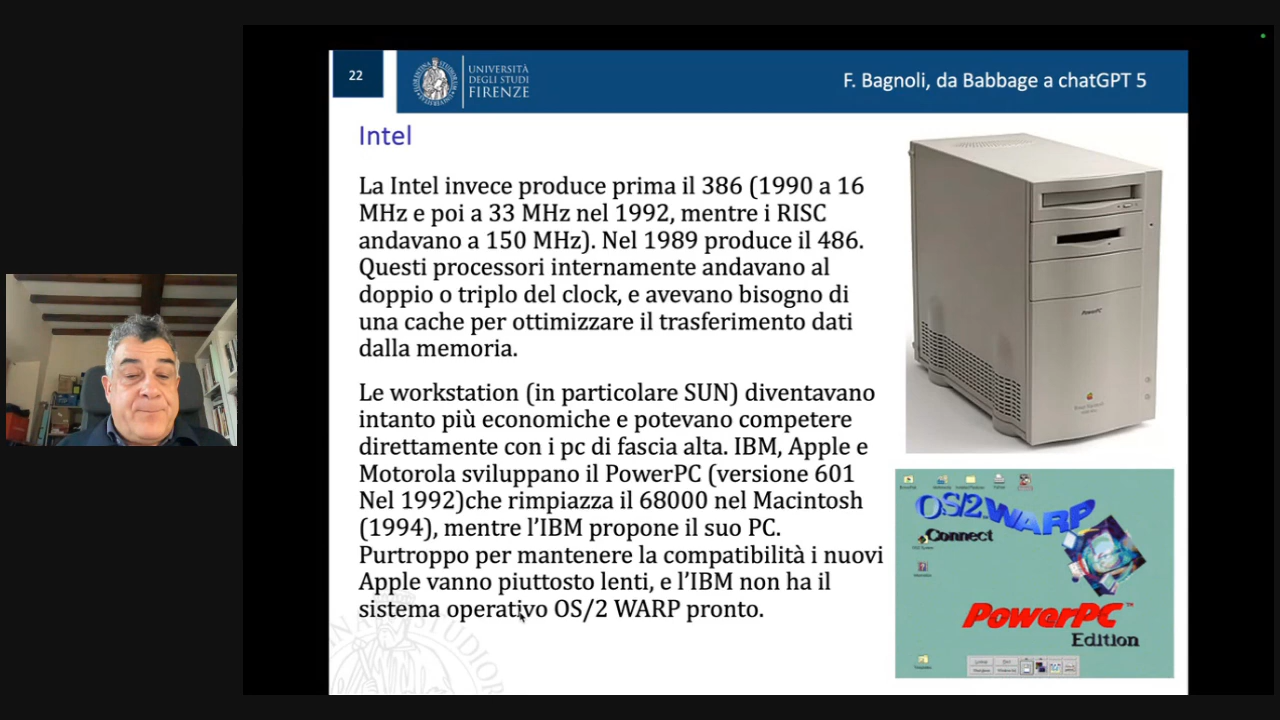 22
UNIVERSITÀ
DEGLI STUDI
FIRENZE
F. Bagnoli, da Babbage a chatGPT 5
Intel
La Intel invece produce prima il 386 (1990 a 16
MHz e poi a 33 MHz nel 1992, mentre i RISC
andavano a 150 MHz). Nel 1989 produce il 486.
Questi processori internamente andavano al
doppio o triplo del clock, e avevano bisogno di
una cache per ottimizzare il trasferimento dati
dalla memoria.
Le workstation (in particolare SUN) diventavano
intanto più economiche e potevano competere
direttamente con i pc di fascia alta. IBM, Apple e
Motorola sviluppano il PowerPC (versione 601
Nel 1992)che rimpiazza il 68000 nel Macintosh
(1994), mentre l’IBM propone il suo PC.
Purtroppo per mantenere la compatibilità i nuovi
Apple vanno piuttosto lenti, e l’IBM non ha il
sistema operativo OS/2 WARP pronto.
PowerPC
OS/2 WARP
Connect
PowerPC™
Edition